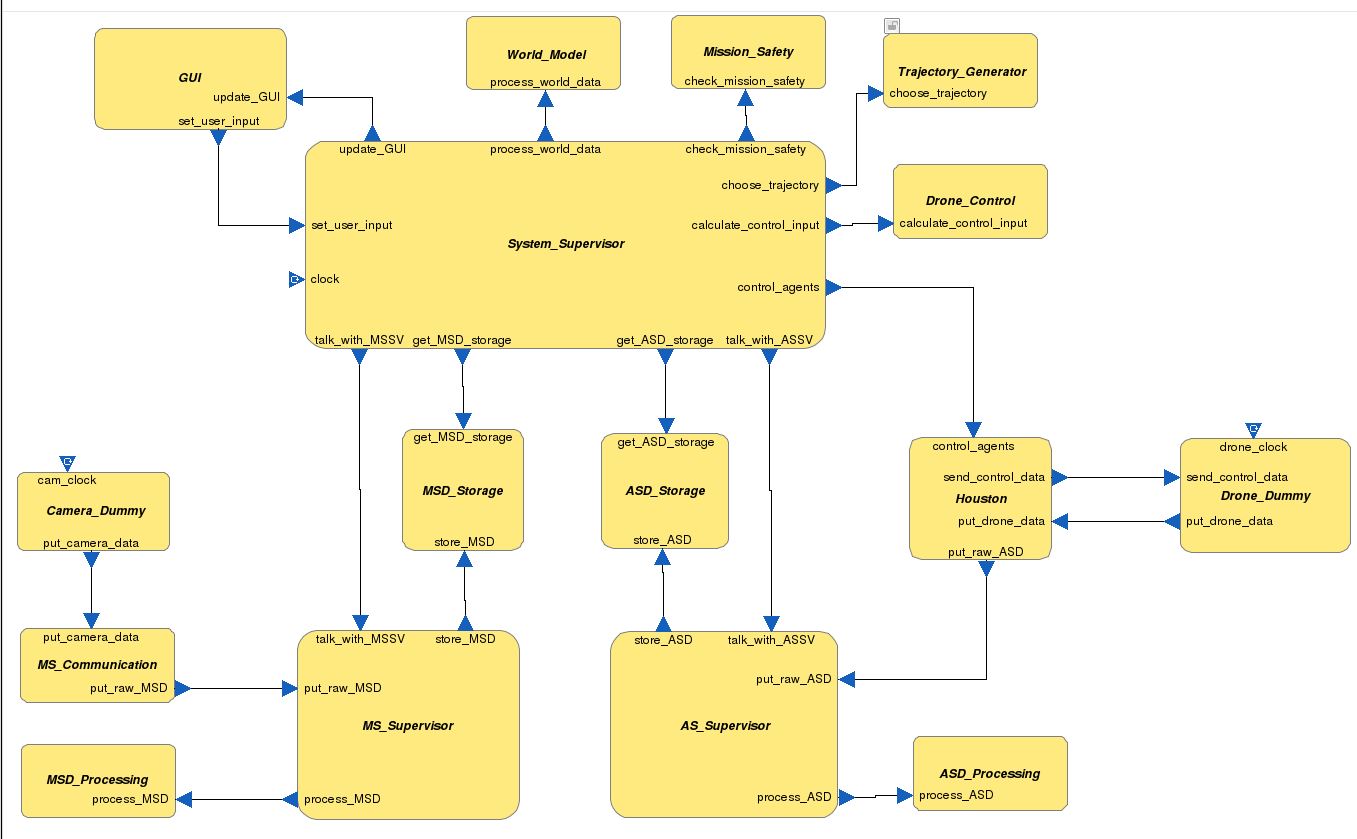 GUI
update_GUI
set_user_input
World_Model
process_world_data
Mission_Safety
check_mission_safety
Trajectory_Generator
choose_trajectory
update_GUI
process_world_data
check_mission_safety
choose_trajectory
set_user_input
calculate_control_input
System_Supervisor
clock
control_agents
talk_with_MSSV
get_MSD_storage
get_ASD_storage
talk_with_ASSV
Drone_Control
calculate_control_input
get_MSD_storage
MSD_Storage
store_MSD
get_ASD_storage
ASD_Storage
store_ASD
control_agents
send_control_data
Houston
put_drone_data
put_raw_ASD
drone_clock
send_control_data
Drone_Dummy
put_drone_data
cam_clock
Camera_Dummy
put_camera_data
put_camera_data
MS_Communication
put_raw_MSD
talk_with_MSSV
store_MSD
put_raw_MSD
MS_Supervisor
process_MSD
MSD_Processing
process_MSD
store_ASD
talk_with_ASSV
put_raw_ASD
AS_Supervisor
process_ASD
ASD_Processing
process_ASD